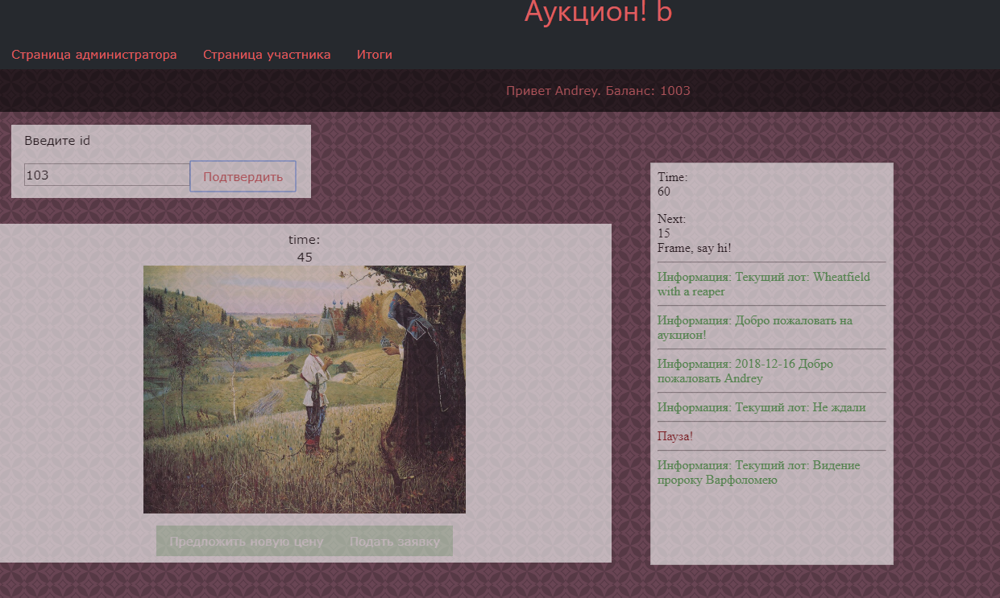 Аукцион! b
Страница администратора Страница участника Итоги
Привет Andrey. Баланс: 1003
Введите id
103 Подтвердить
time:
45
Предложить новую цену Подать заявку
Time:
60
Next:
15
Frame, say hi!
Информация: Текущий лот: Wheatfield
with a reaper
Информация: Добро пожаловать на
аукцион!
Информация: 2018-12-16 Добро
пожаловать Andrey
Информация: Текущий лот: Не ждали
Пауза!
Информация: Текущий лот: Видение
пророку Варфоломею